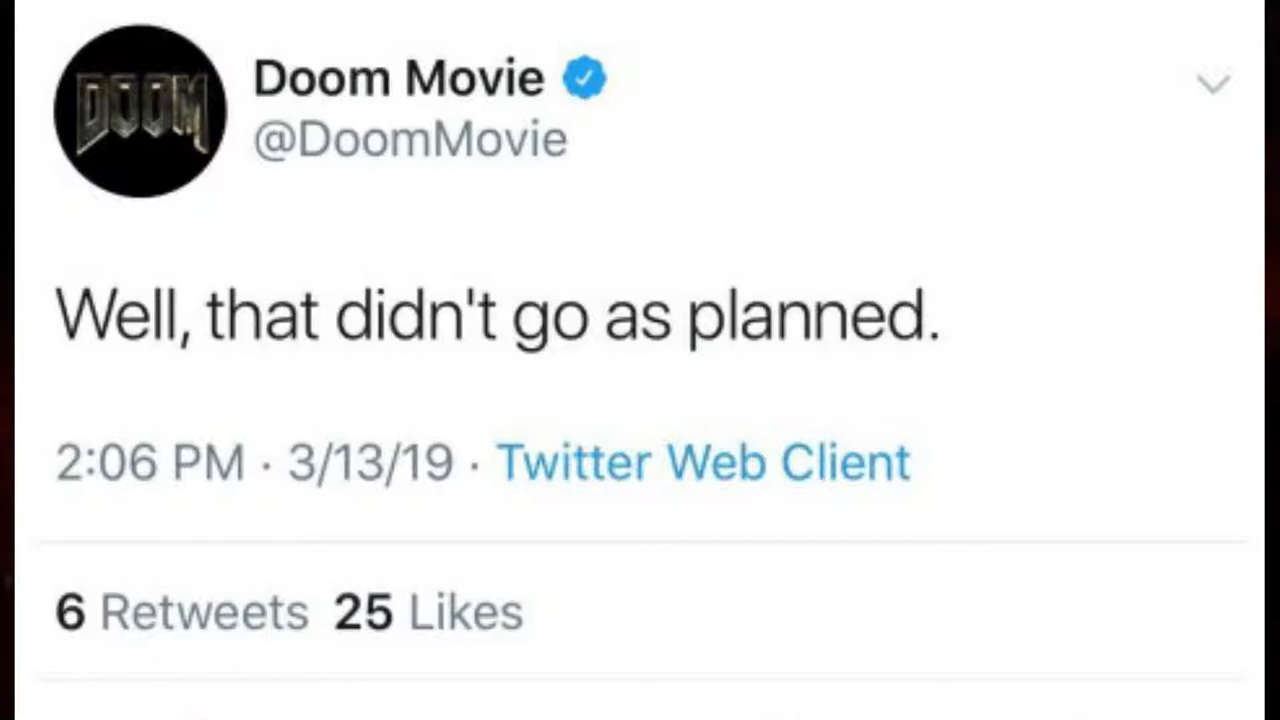 DOOM
Doom Movie
@DoomMovie
Well, that didn't go as planned.
2:06 PM · 3/13/19 · Twitter Web Client
6 Retweets 25 Likes